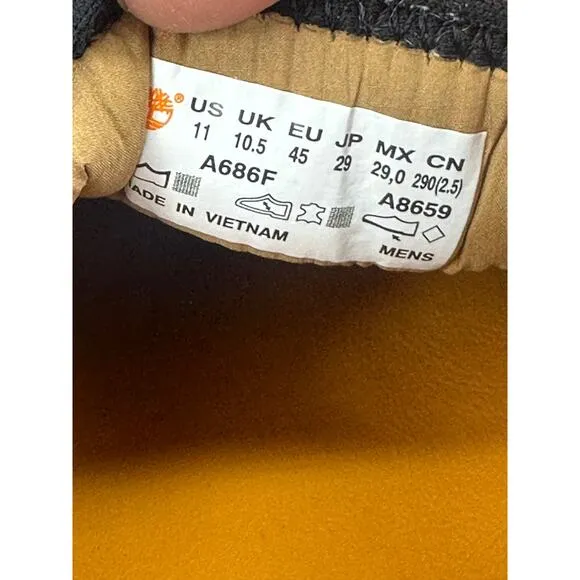 ® US UK EU JP MX CN
11 10.5 45 29 29,0 290(2.5)
A686F A8659
MADE IN VIETNAM MENS